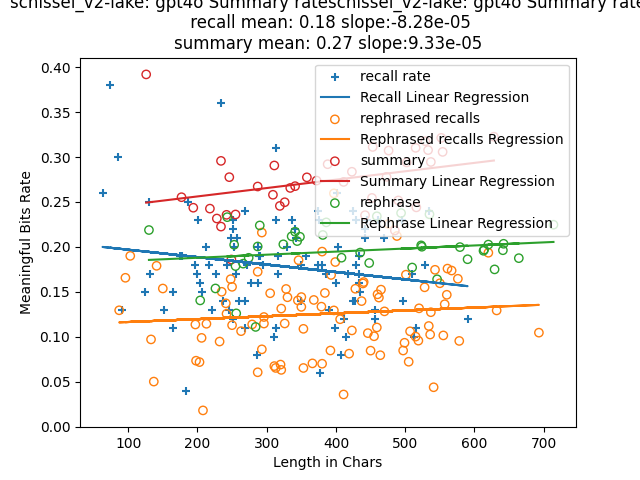 schissel_v2-lake: gpt4o Summary rateschissel_v2-lake: gpt4o Summary rate
recall mean: 0.18 slope:-8.28e-05
summary mean: 0.27 slope:9.33e-05
recall rate
Recall Linear Regression
rephrased recalls
Rephrased recalls Regression
summary
Summary Linear Regression
rephrase
Rephrase Linear Regression
Meaningful Bits Rate
0.40
0.35
0.30
0.25
0.20
0.15
0.10
0.05
0.00
100 200 300 400 500 600 700
Length in Chars